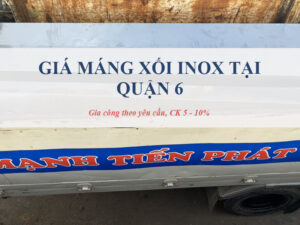 GIÁ MÁNG XỐI INOX TẠI
QUẬN 6
Gia công theo yêu cầu, CK 5 - 10%
MẠNH TIẾN PHÁT